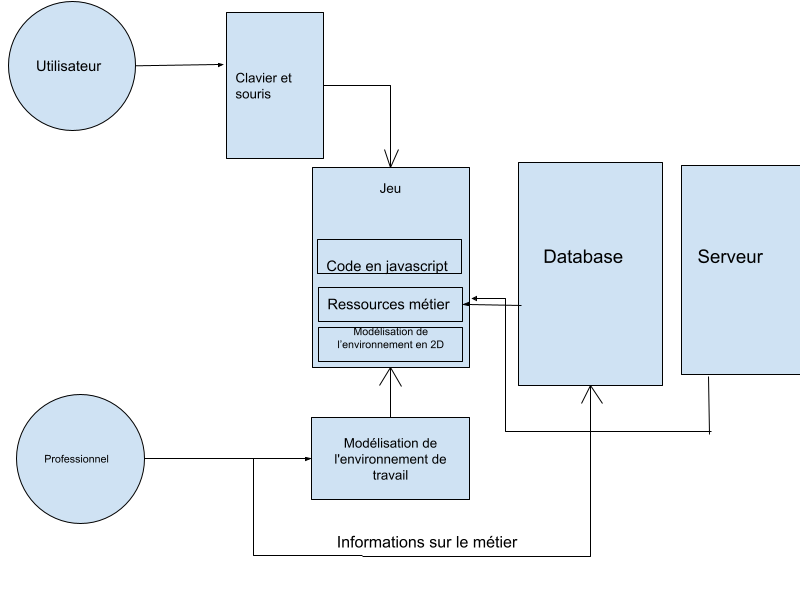 Utilisateur
Clavier et
souris
Jeu
Code en javascript
Ressources métier
Modélisation de
l'environnement en 2D
Database
Serveur
Professionnel
Modélisation de
l'environnement de
travail
Informations sur le métier